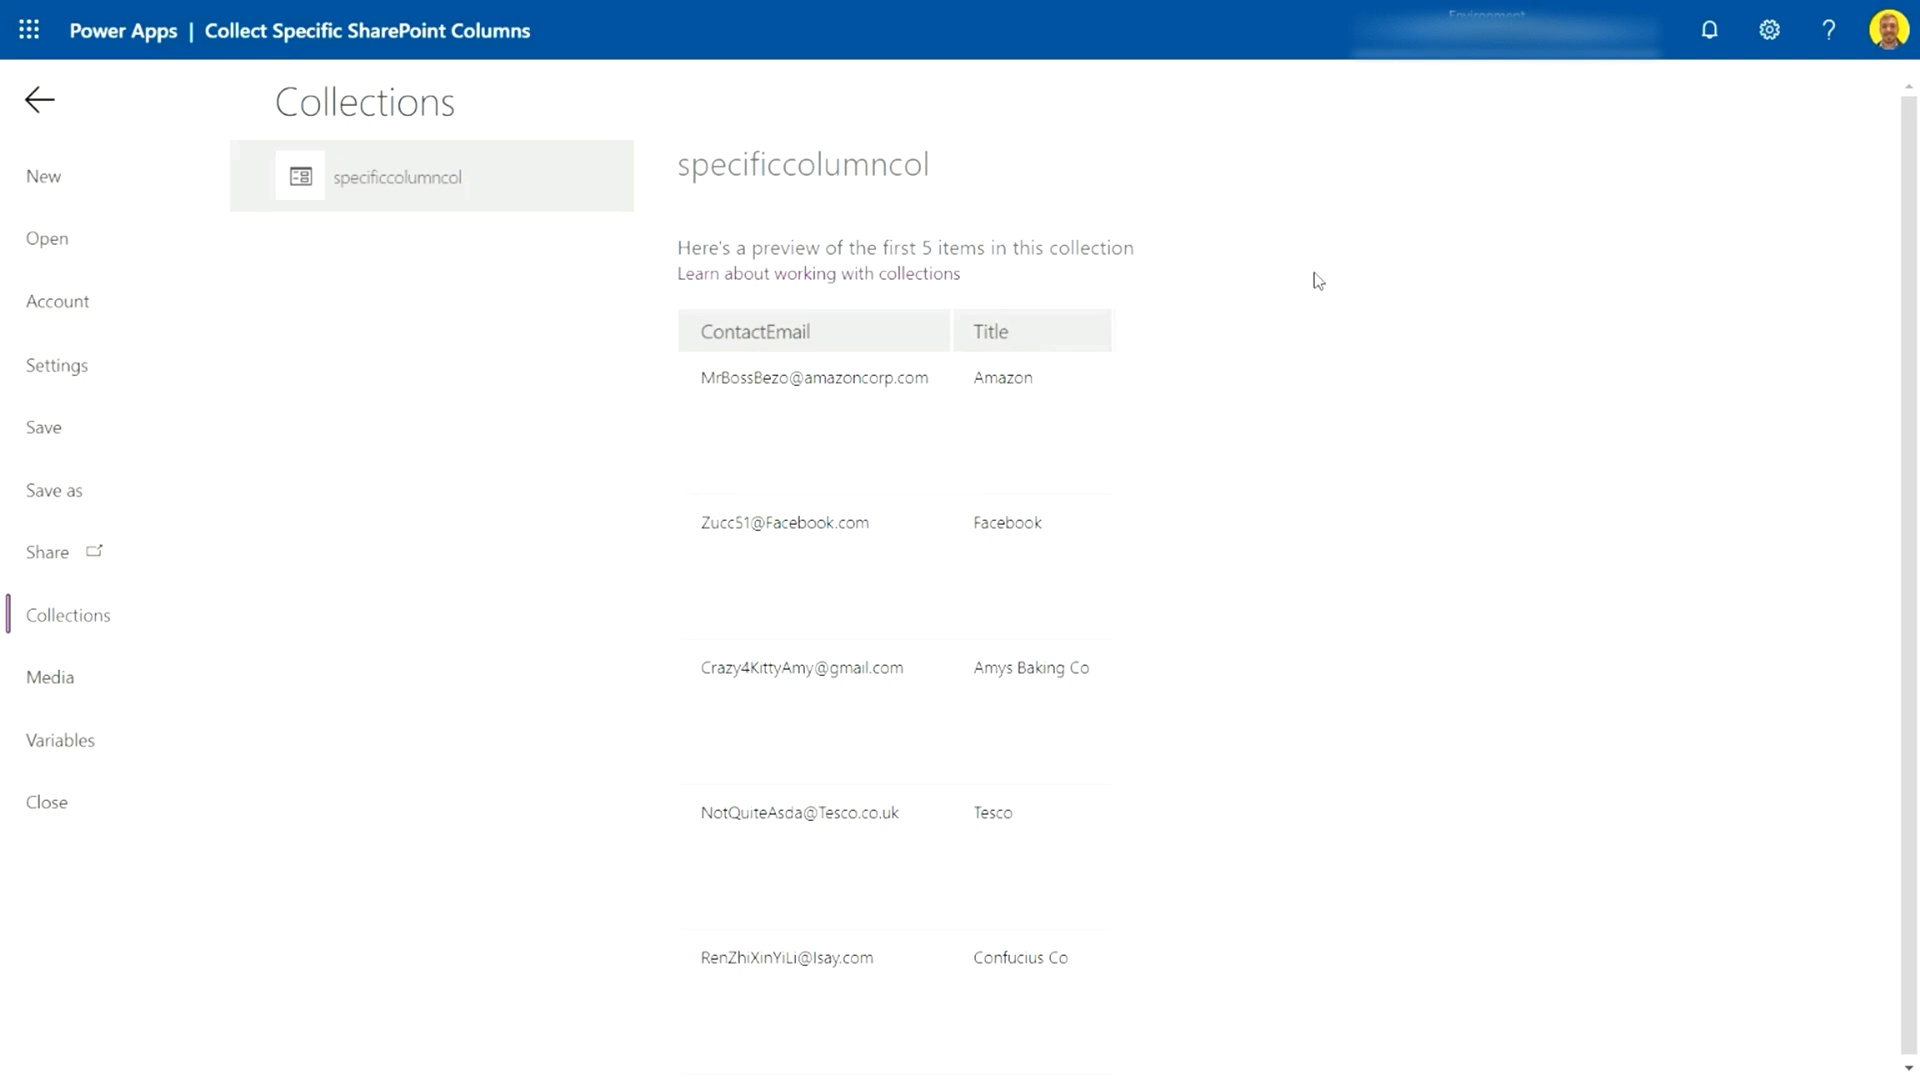 Power Apps | Collect Specific SharePoint Columns
Environment
?
Collections
New
Open
Account
Settings
Save
Save as
Share
Collections
Media
Variables
Close
specificcolumncol
specificcolumncol
Here's a preview of the first 5 items in this collection
Learn about working with collections
ContactEmail Title
MrBossBezo@amazoncorp.com Amazon
Zucc51@Facebook.com Facebook
Crazy4KittyAmy@gmail.com Amys Baking Co
NotQuiteAsda@Tesco.co.uk Tesco
RenZhiXinYiLi@Isay.com Confucius Co